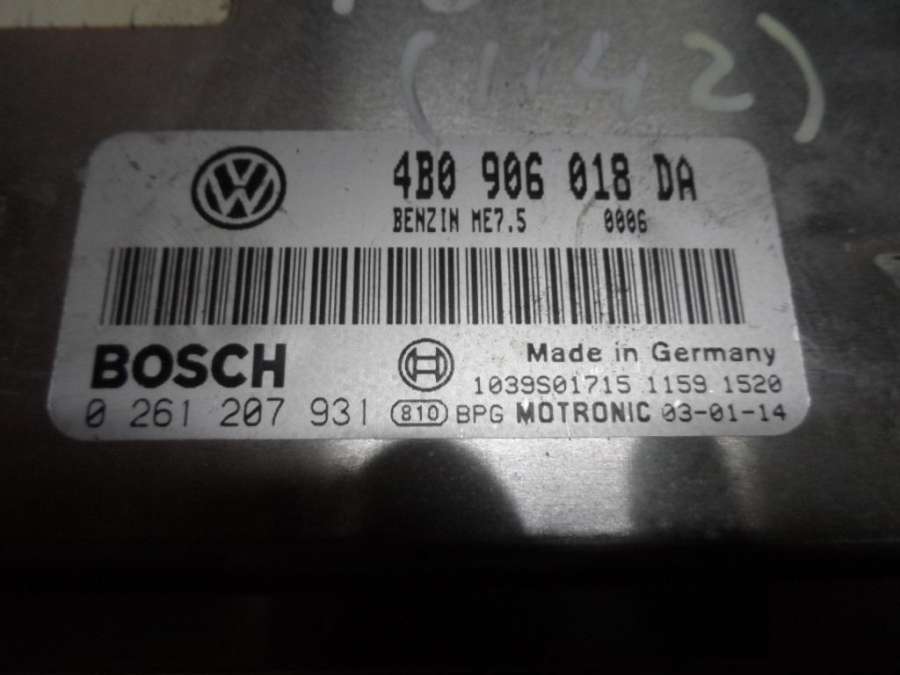 (1142)
4B0 906 018 DA
BENZIN ME7.5 0006
BOSCH Made in Germany
1039S01715 1159 1520
0 261 207 931 810 BPG MOTRONIC 03-01-14